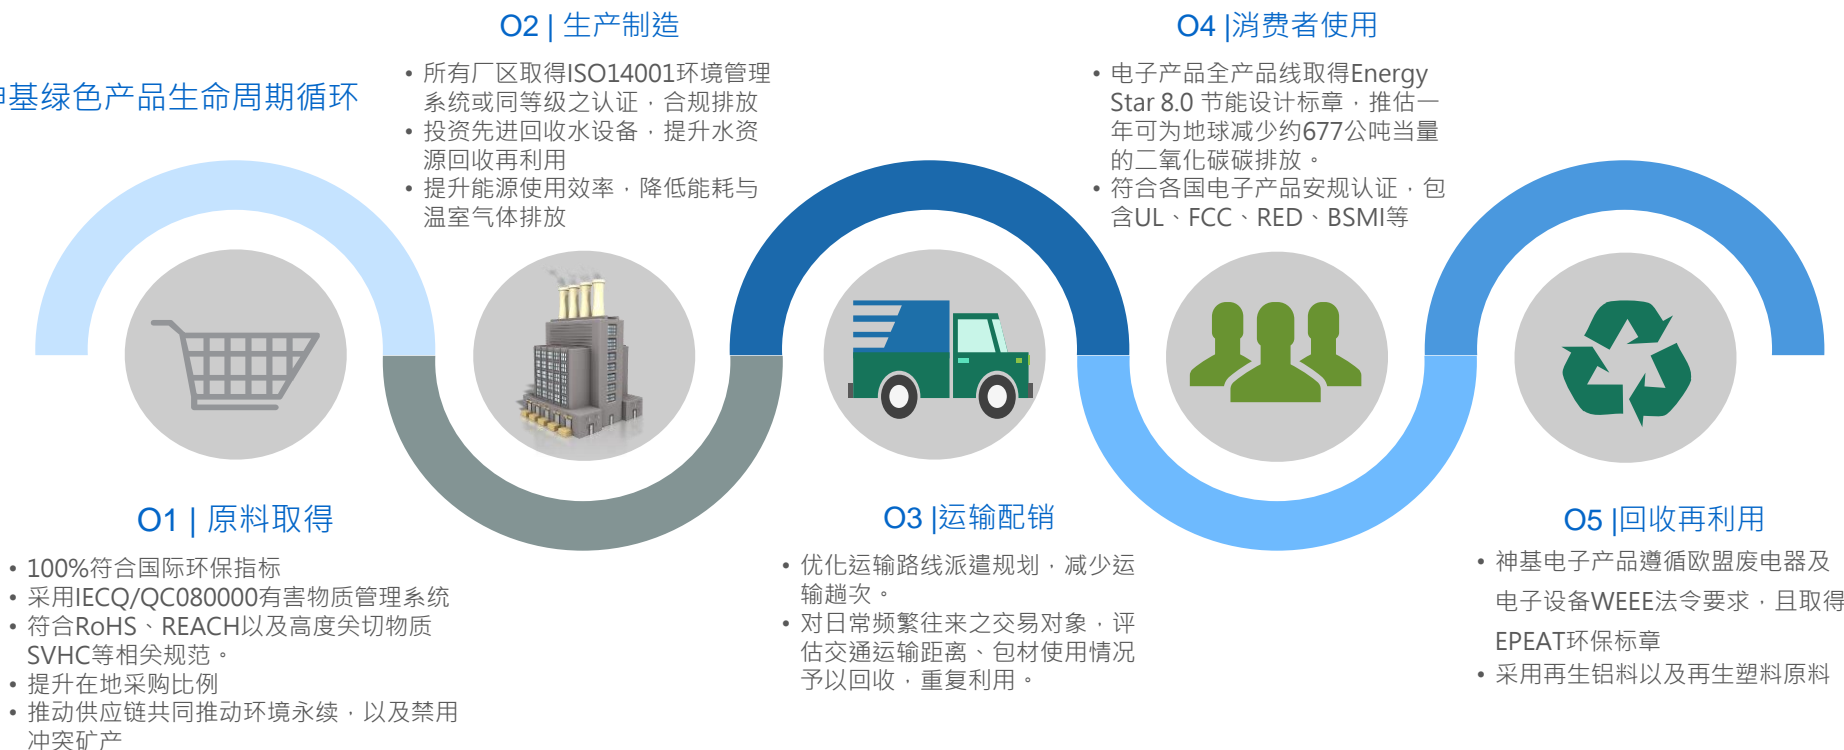 神基绿色产品生命周期循环
O1 | 原料取得
• 100%符合国际环保指标
• 采用IECQ/QC080000有害物质管理系统
• 符合RoHS、REACH以及高度尖切物质
SVHC等相尖规范。
• 提升在地采购比例
• 推动供应链共同推动环境永续，以及禁用
冲突矿产
O2 | 生产制造
• 所有厂区取得ISO14001环境管理
系统或同等级之认证，合规排放
• 投资先进回收水设备，提升水资
源回收再利用
• 提升能源使用效率，降低能耗与
温室气体排放
O3 |运输配销
• 优化运输路线派遣规划，减少运
输趟次。
• 对日常频繁往来之交易对象，评
估交通运输距离、包材使用情况
予以回收，重复利用。
O4 |消费者使用
• 电子产品全产品线取得Energy
Star 8.0 节能设计标章，推估一
年可为地球减少约677公吨当量
的二氧化碳碳排放。
• 符合各国电子产品安规认证，包
含UL、FCC、RED、BSMI等
O5 |回收再利用
• 神基电子产品遵循欧盟废电器及
电子设备WEEE法令要求，且取得
EPEAT环保标章
• 采用再生铝料以及再生塑料原料